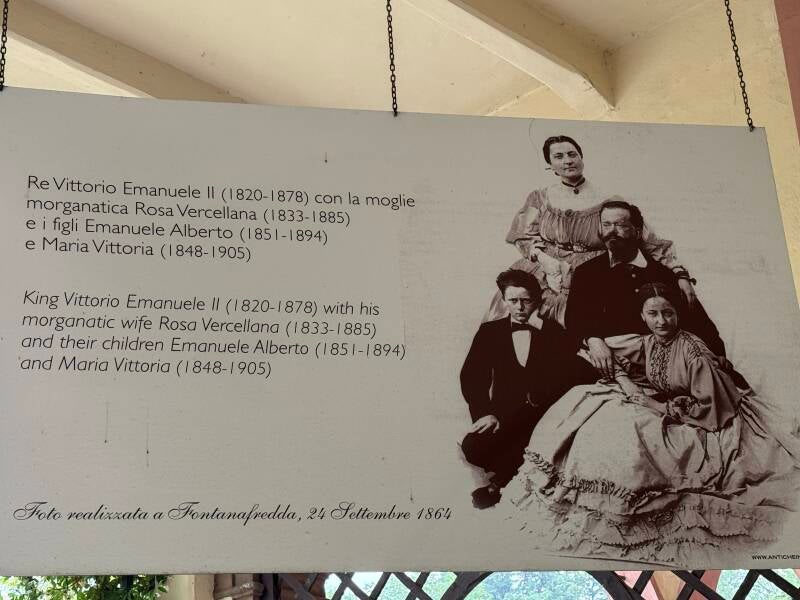 Re Vittorio Emanuele II (1820-1878) con la moglie
morganatica Rosa Vercellana (1833-1885)
e i figli Emanuele Alberto (1851-1894)
e Maria Vittoria (1848-1905)
King Vittorio Emanuele II (1820-1878) with his
morganatic wife Rosa Vercellana (1833-1885)
and their children Emanuele Alberto (1851-1894)
and Maria Vittoria (1848-1905)
Foto realizzata a Fontanafredda, 24 Settembre 1864